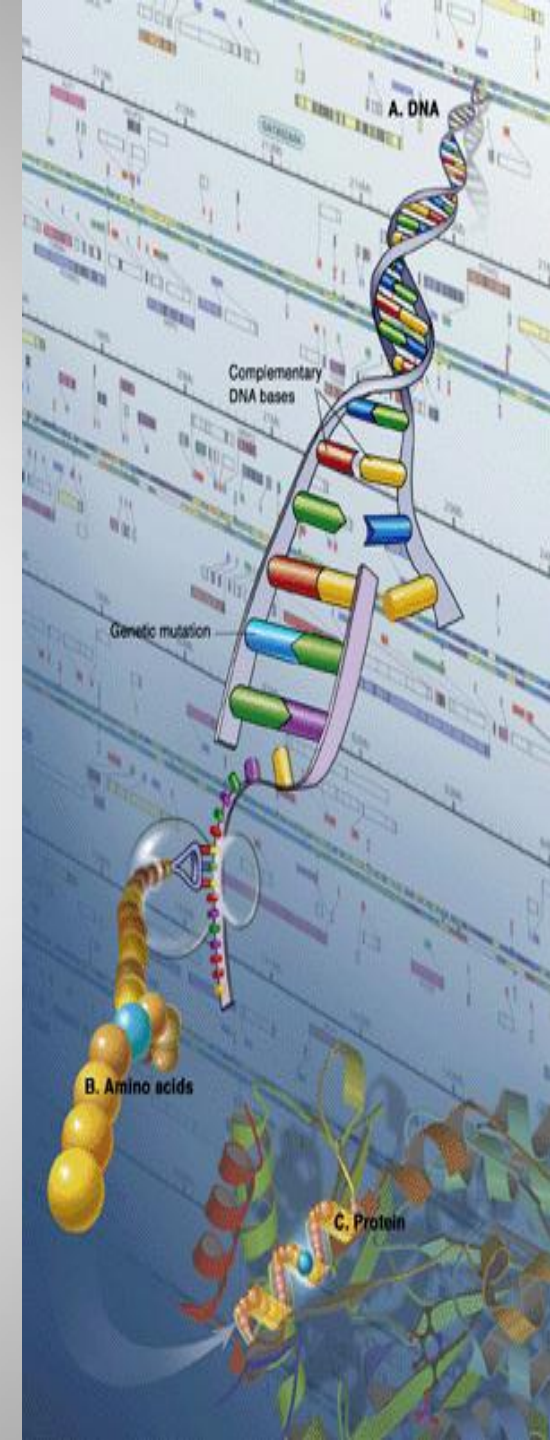 A. DNA
Complementary
DNA bases
Genetic mutation
B. Amino acids
C. Protein